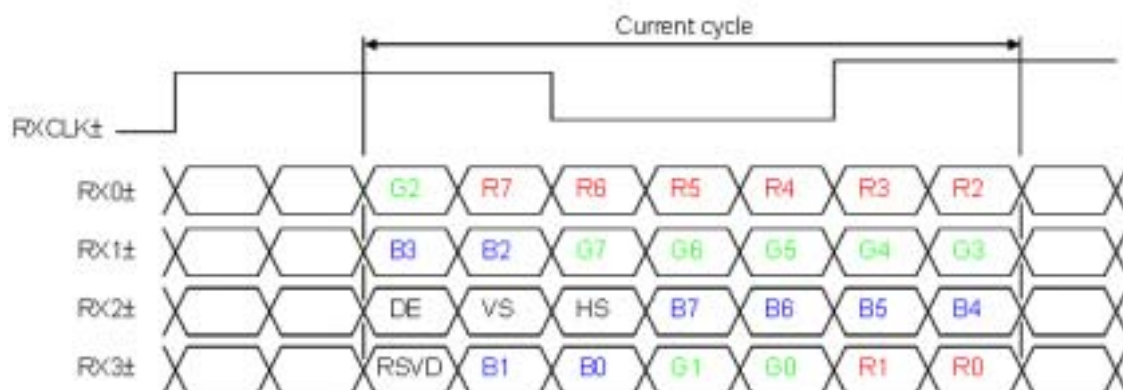 Current cycle
RXCLK±
RX0± G2 R7 R6 R5 R4 R3 R2
RX1± B3 B2 G7 G6 G5 G4 G3
RX2± DE VS HS B7 B6 B5 B4
RX3± RSVD B1 B0 G1 G0 R1 R0